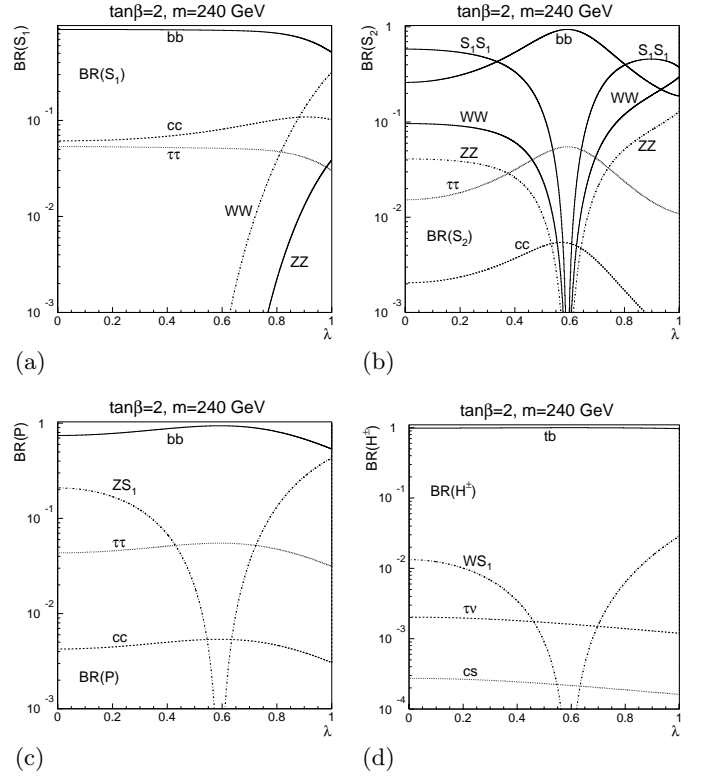 tanβ=2, m=240 GeV
BR(S₁)
1
bb
BR(S₁)
10⁻¹
cc
ττ
10⁻²
WW
ZZ
10⁻³
0 0.2 0.4 0.6 0.8 1
λ
(a)
tanβ=2, m=240 GeV
BR(S₂)
1
S₁S₁
bb
S₁S₁
WW
10⁻¹
WW
ZZ
ZZ
ττ
10⁻²
BR(S₂)
cc
10⁻³
0 0.2 0.4 0.6 0.8 1
λ
(b)
tanβ=2, m=240 GeV
BR(P)
1
bb
ZS₁
10⁻¹
ττ
10⁻²
cc
BR(P)
10⁻³
0 0.2 0.4 0.6 0.8 1
λ
(c)
tanβ=2, m=240 GeV
BR(H±)
1
tb
BR(H±)
10⁻¹
10⁻²
WS₁
τν
10⁻³
cs
10⁻⁴
0 0.2 0.4 0.6 0.8 1
λ
(d)